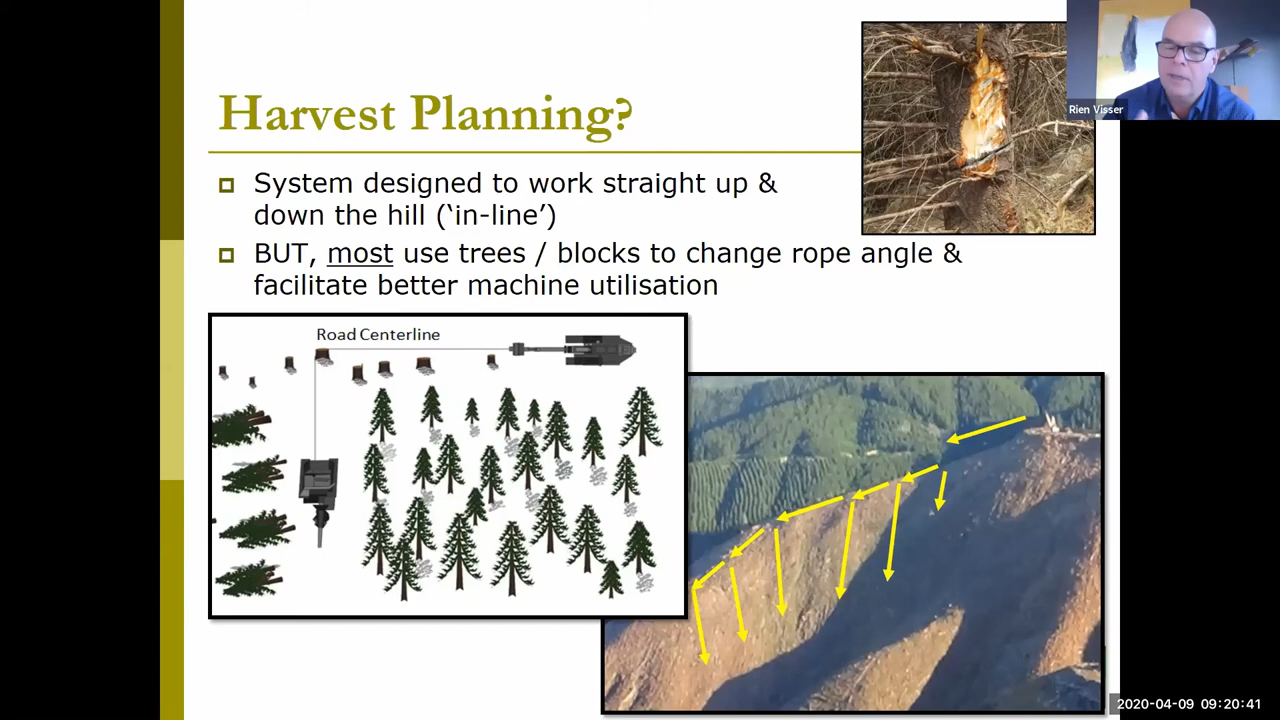 Harvest Planning?
System designed to work straight up &
down the hill (‘in-line’)
BUT, most use trees / blocks to change rope angle &
facilitate better machine utilisation
Road Centerline
Rien Visser
2020-04-09 09:20:41